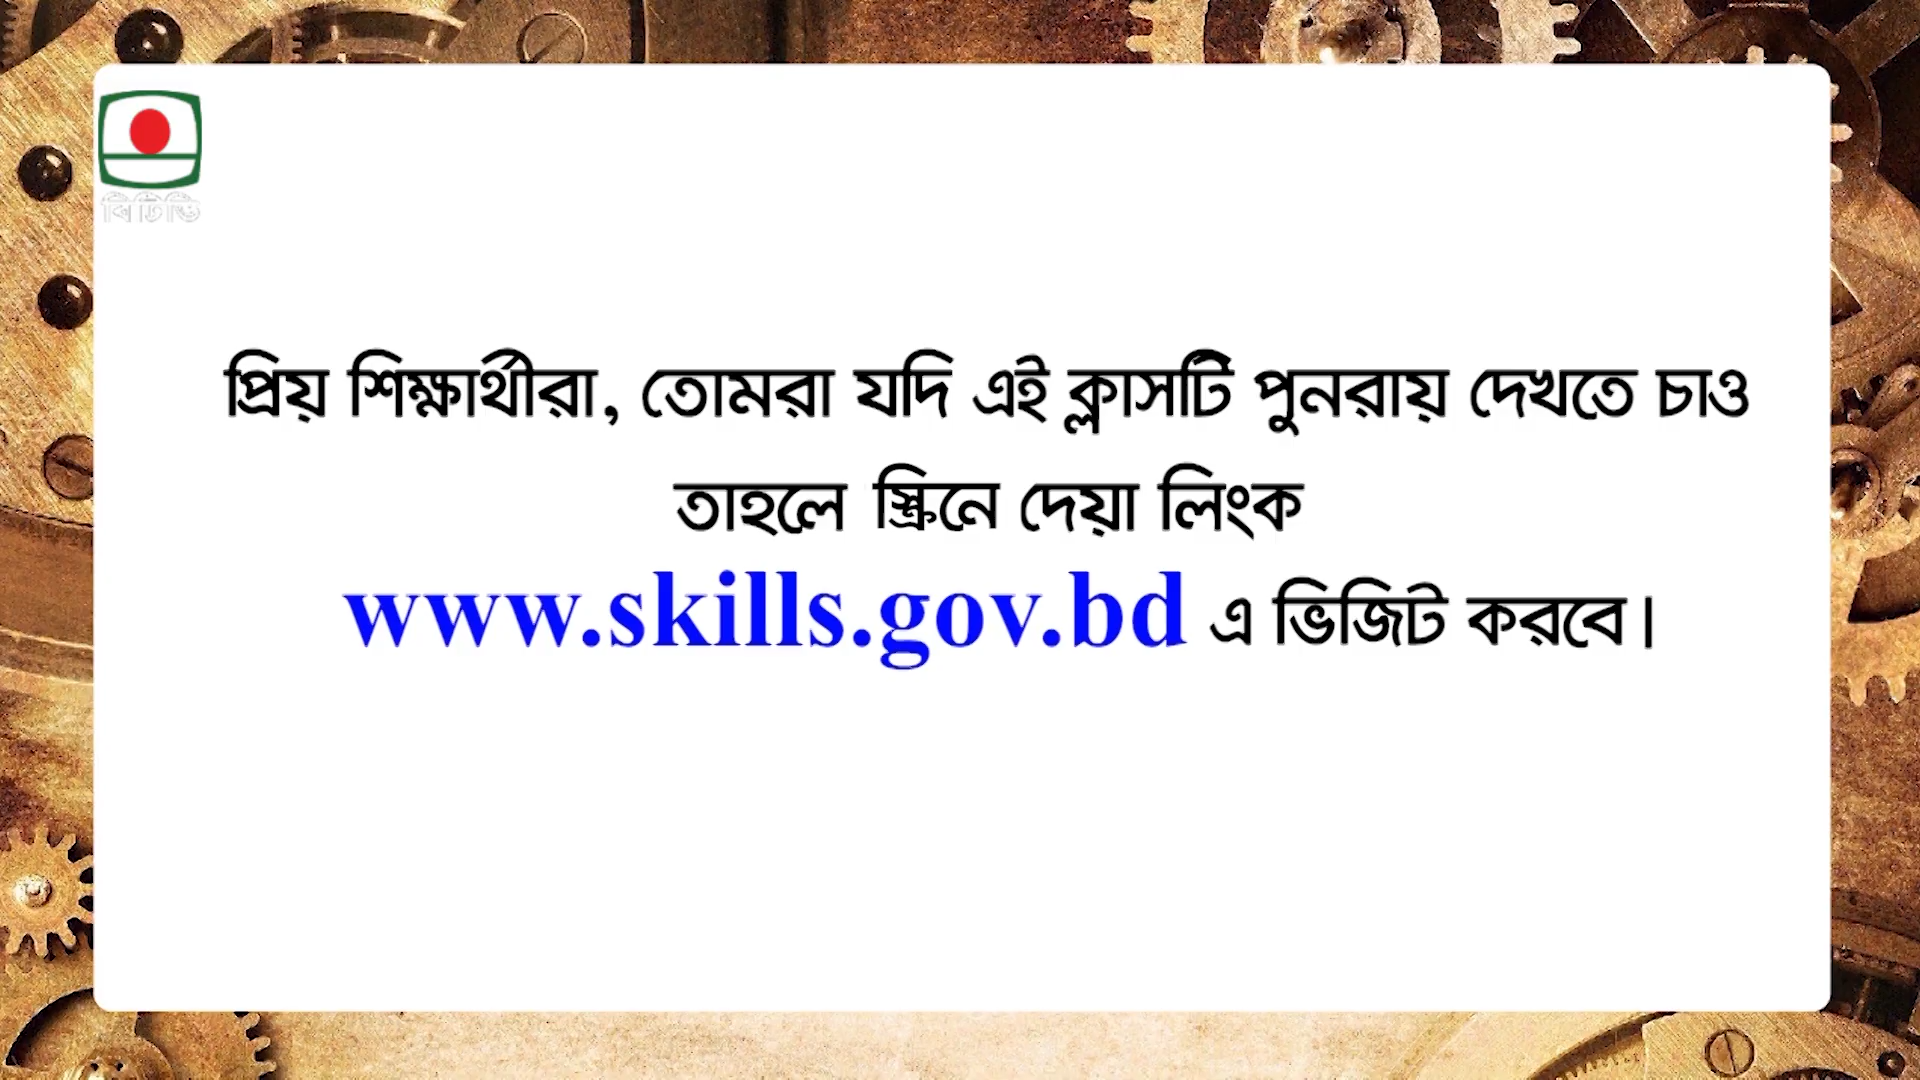 বিটিভি
প্রিয় শিক্ষার্থীরা, তোমরা যদি এই ক্লাসটি পুনরায় দেখতে চাও
তাহলে স্ক্রিনে দেয়া লিংক
www.skills.gov.bd এ ভিজিট করবে।